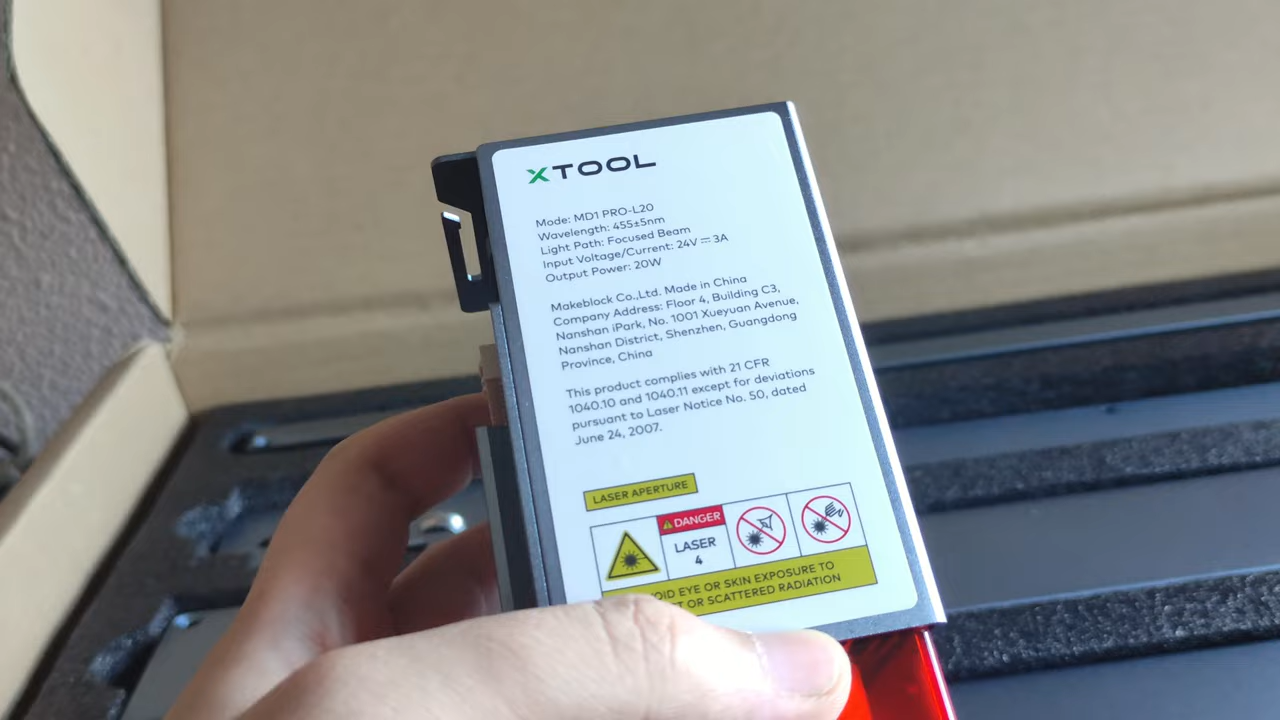 XTOOL
Mode: MD1 PRO-L20
Wavelength: 455±5nm
Light Path: Focused Beam
Input Voltage/Current: 24V ⎓ 3A
Output Power: 20W
Makeblock Co.,Ltd. Made in China
Company Address: Floor 4, Building C3,
Nanshan iPark, No. 1001 Xueyuan Avenue,
Nanshan District, Shenzhen, Guangdong
Province, China
This product complies with 21 CFR
1040.10 and 1040.11 except for deviations
pursuant to Laser Notice No. 50, dated
June 24, 2007.
LASER APERTURE
DANGER
LASER
4
EYE OR SKIN EXPOSURE TO
OR SCATTERED RADIATION